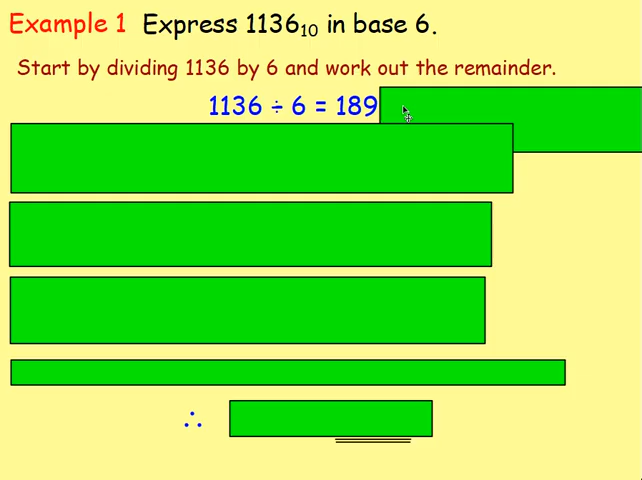 Example 1 Express 1136₁₀ in base 6.
Start by dividing 1136 by 6 and work out the remainder.
1136 ÷ 6 = 189
∴